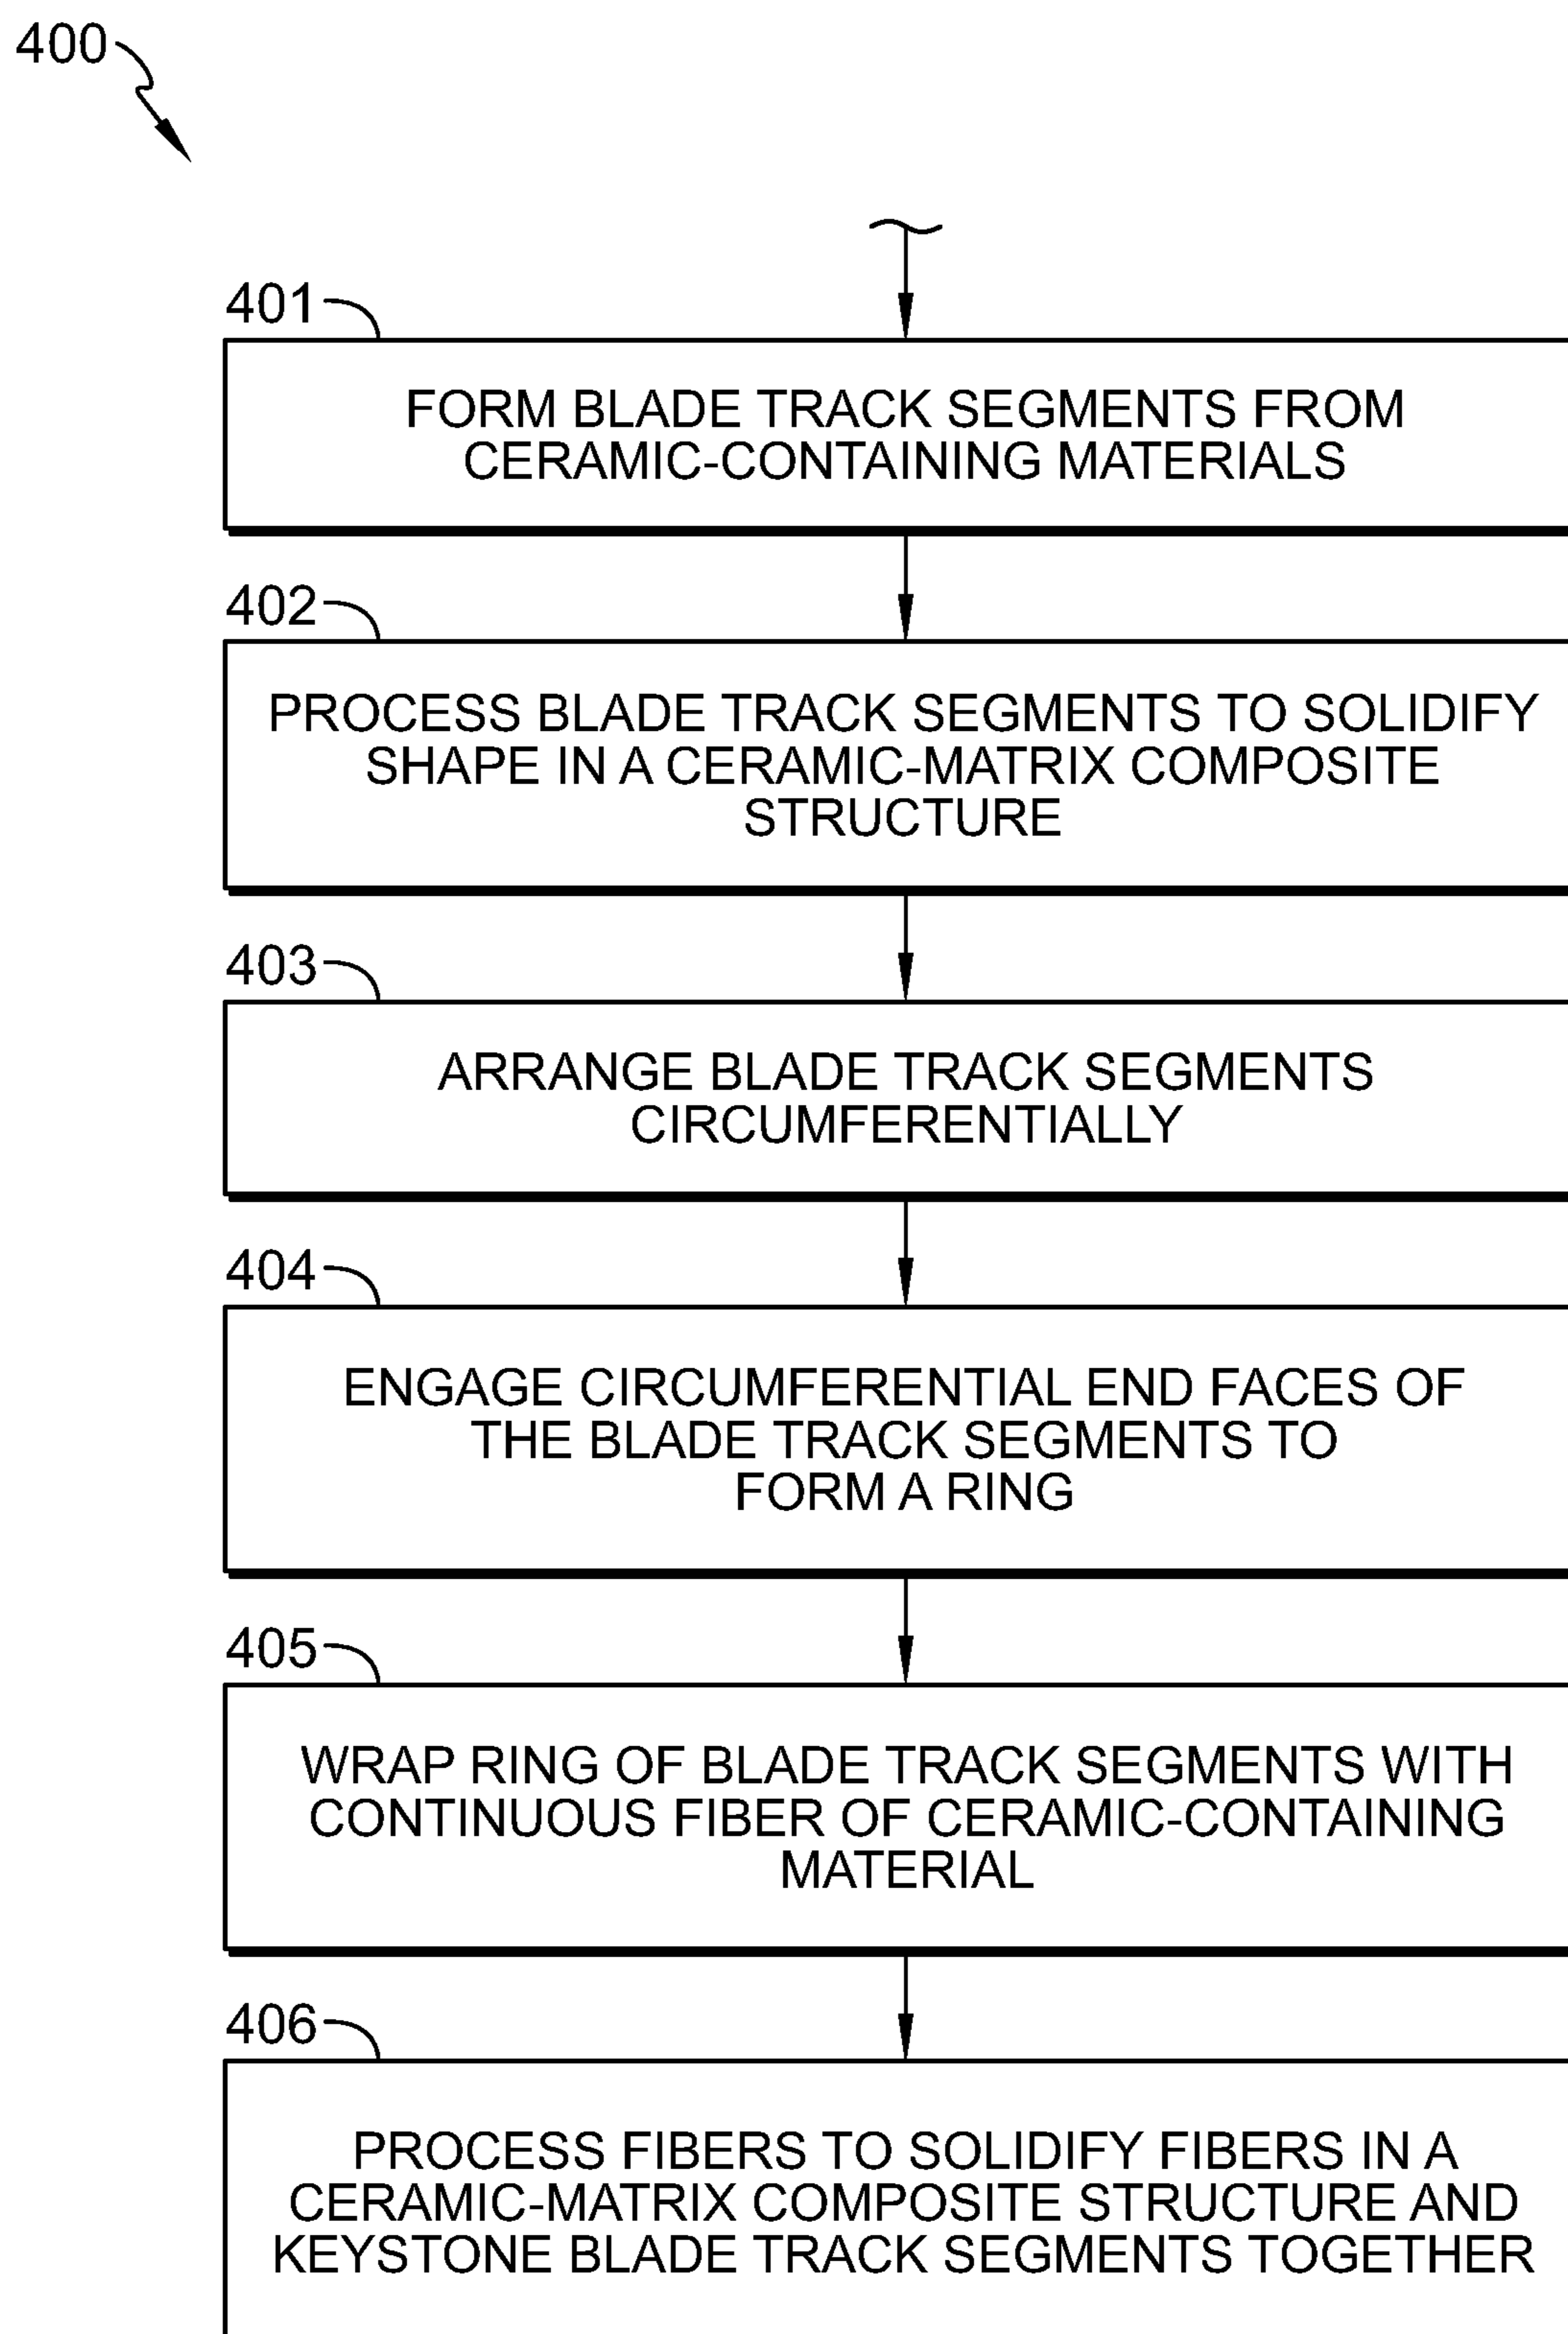 400
401
FORM BLADE TRACK SEGMENTS FROM
CERAMIC-CONTAINING MATERIALS
402
PROCESS BLADE TRACK SEGMENTS TO SOLIDIFY
SHAPE IN A CERAMIC-MATRIX COMPOSITE
STRUCTURE
403
ARRANGE BLADE TRACK SEGMENTS
CIRCUMFERENTIALLY
404
ENGAGE CIRCUMFERENTIAL END FACES OF
THE BLADE TRACK SEGMENTS TO
FORM A RING
405
WRAP RING OF BLADE TRACK SEGMENTS WITH
CONTINUOUS FIBER OF CERAMIC-CONTAINING
MATERIAL
406
PROCESS FIBERS TO SOLIDIFY FIBERS IN A
CERAMIC-MATRIX COMPOSITE STRUCTURE AND
KEYSTONE BLADE TRACK SEGMENTS TOGETHER